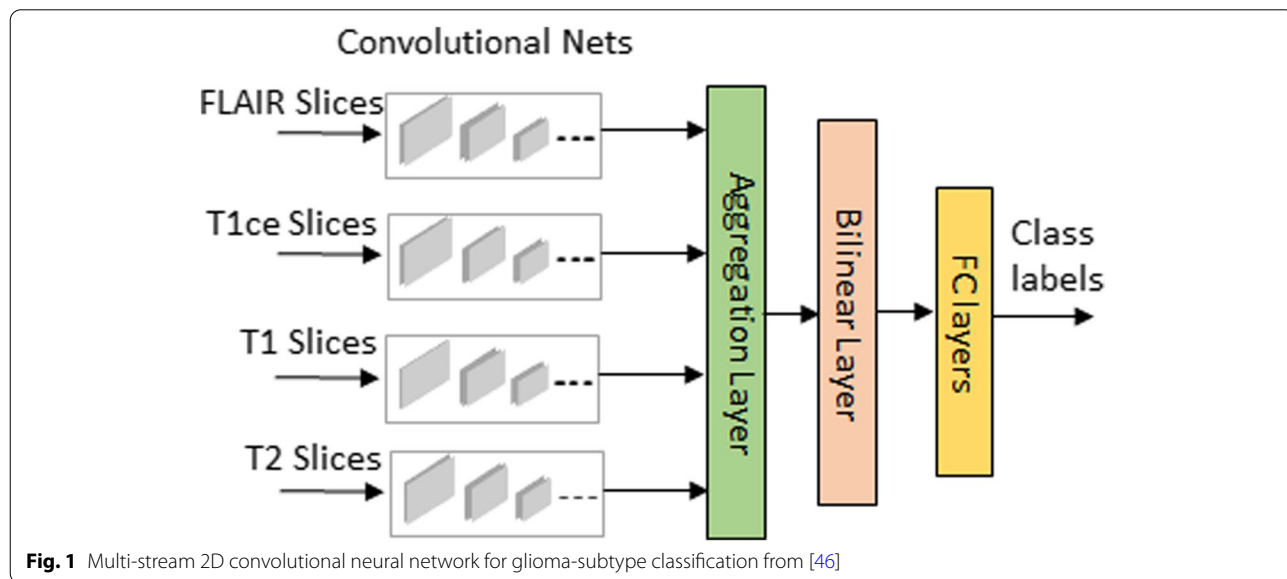 Convolutional Nets
FLAIR Slices
T1ce Slices
T1 Slices
T2 Slices
Aggregation Layer
Bilinear Layer
FC layers
Class
labels
Fig. 1 Multi-stream 2D convolutional neural network for glioma-subtype classification from [46]